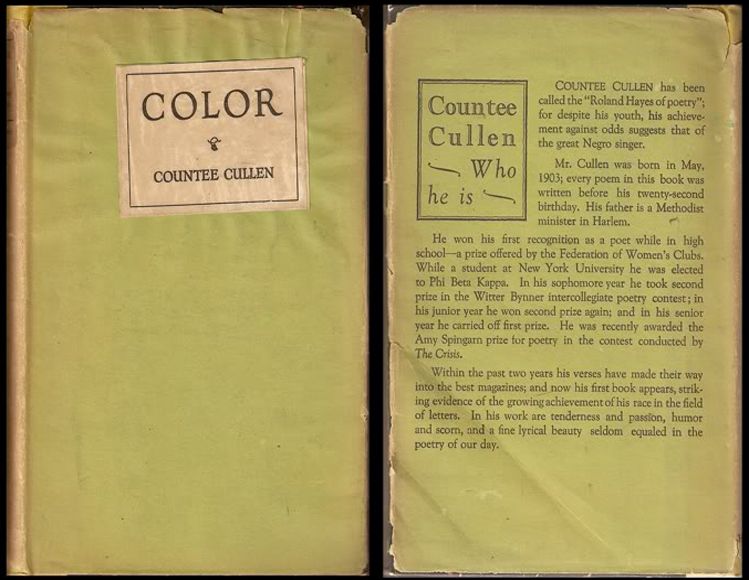 COLOR
COUNTEE CULLEN
Countee
Cullen
Who
he is
COUNTEE CULLEN has been
called the "Roland Hayes of poetry";
for despite his youth, his achieve-
ment against odds suggests that of
the great Negro singer.
Mr. Cullen was born in May,
1903; every poem in this book was
written before his twenty-second
birthday. His father is a Methodist
minister in Harlem.
He won his first recognition as a poet while in high
school—a prize offered by the Federation of Women's Clubs.
While a student at New York University he was elected
to Phi Beta Kappa. In his sophomore year he took second
prize in the Witter Bynner intercollegiate poetry contest; in
his junior year he won second prize again; and in his senior
year he carried off first prize. He was recently awarded the
Amy Spingarn prize for poetry in the contest conducted by
The Crisis.
Within the past two years his verses have made their way
into the best magazines; and now his first book appears, strik-
ing evidence of the growing achievement of his race in the field
of letters. In his work are tenderness and passion, humor
and scorn, and a fine lyrical beauty seldom equaled in the
poetry of our day.